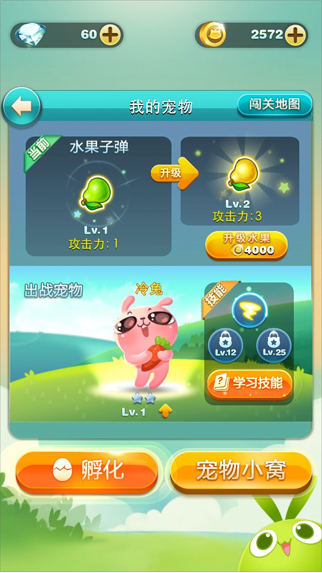 60
2572
我的宠物
闯关地图
当前
水果子弹
升级
Lv.1
攻击力:1
Lv.2
攻击力:3
升级水果
4000
出战宠物
冷兔
技能
Lv.12
Lv.25
学习技能
Lv.1
孵化
宠物小窝